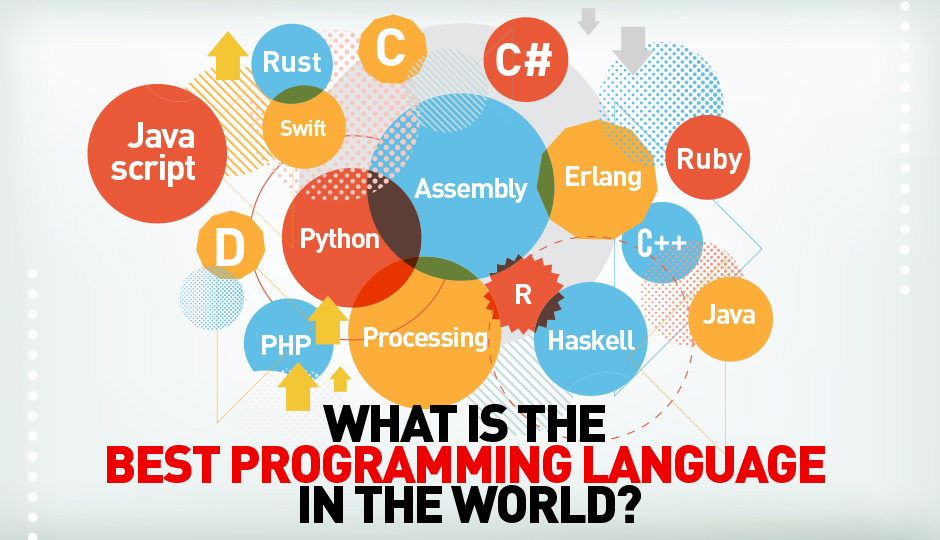 Rust
C
C#
Java
script
Swift
Assembly
Erlang
Ruby
D
Python
C++
R
PHP
Processing
Haskell
Java
WHAT IS THE
BEST PROGRAMMING LANGUAGE
IN THE WORLD?